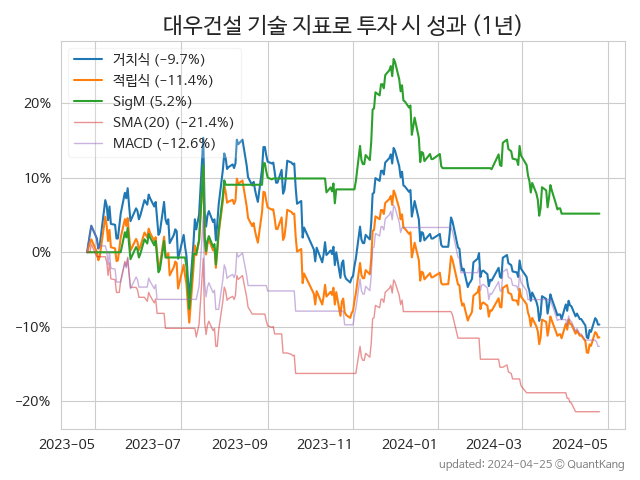 대우건설 기술 지표로 투자 시 성과 (1년)
거치식 (−9.7%)
적립식 (−11.4%)
SigM (5.2%)
SMA(20) (−21.4%)
MACD (−12.6%)
20%
10%
0%
−10%
−20%
2023−05 2023−07 2023−09 2023−11 2024−01 2024−03 2024−05
updated: 2024−04−25 © QuantKang